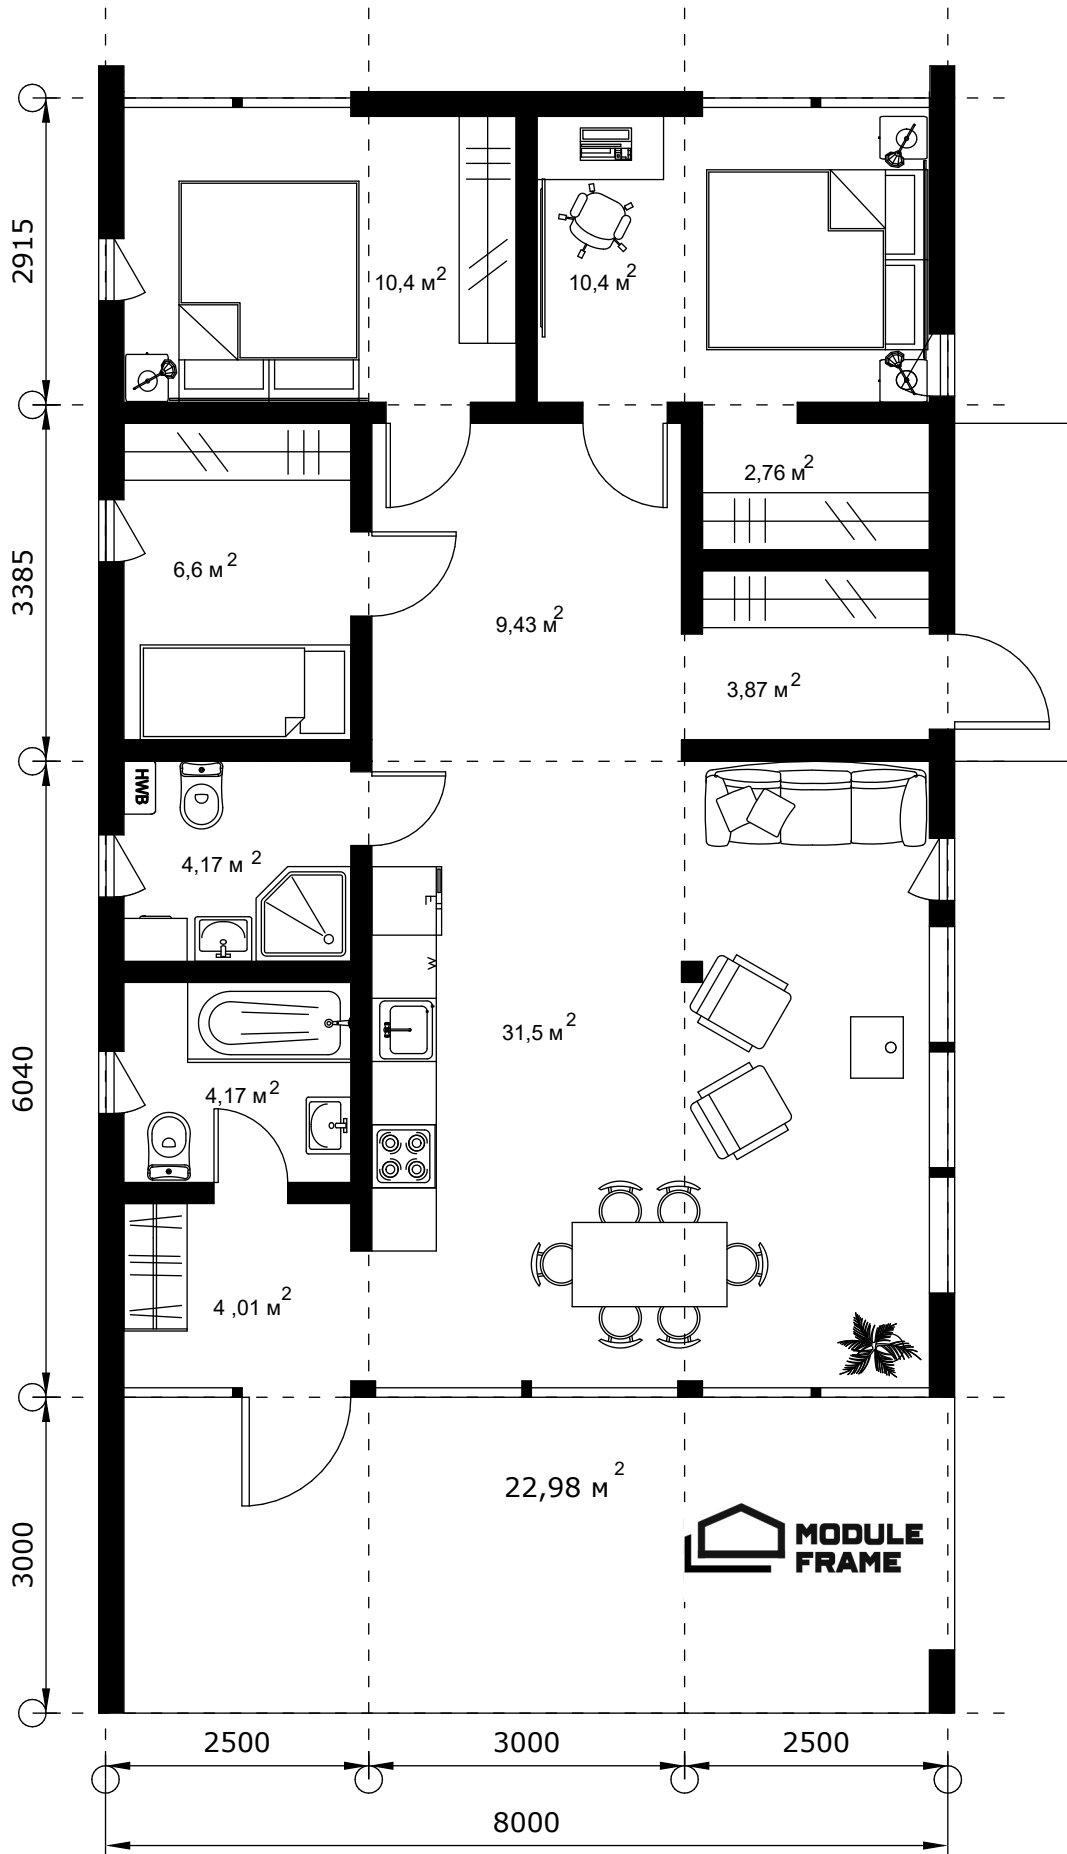 2915
10,4 м²
10,4 м²
2,76 м²
3385
6,6 м²
9,43 м²
3,87 м²
HWB
4,17 м ²
F
W
31,5 м²
6040
4,17 м²
4 ,01 м²
22,98 м ²
3000
MODULE
FRAME
2500
3000
2500
8000